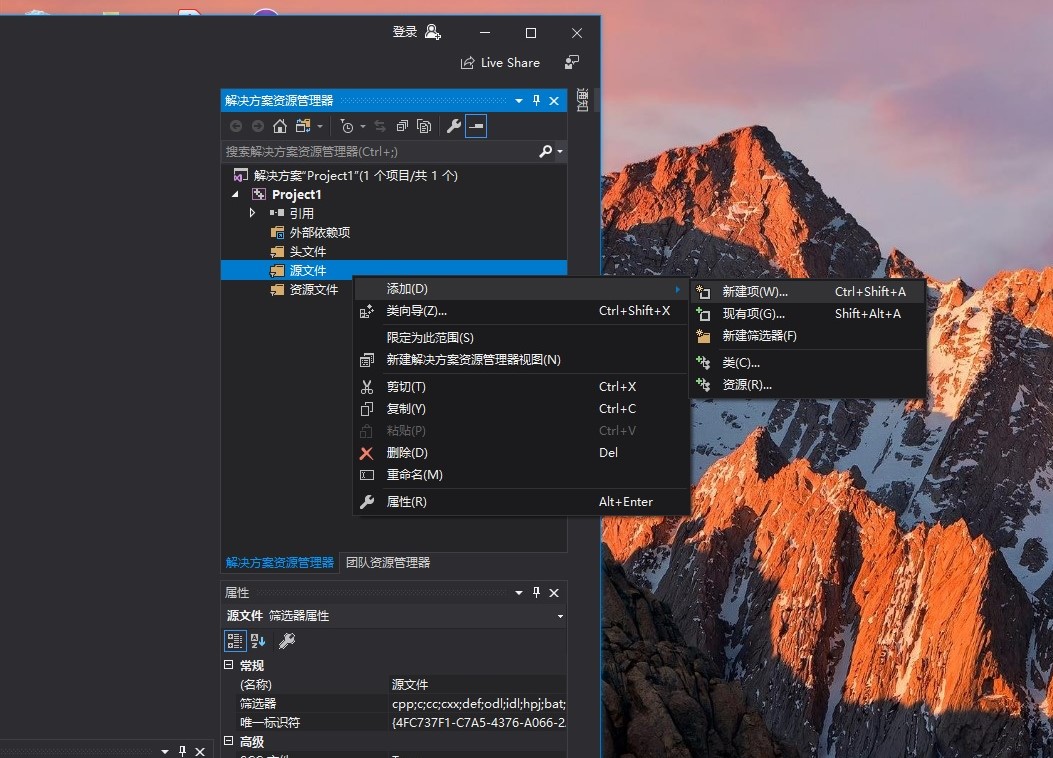 登录
Live Share
解决方案资源管理器
通知
搜索解决方案资源管理器(Ctrl+;)
解决方案"Project1"(1 个项目/共 1 个)
Project1
引用
外部依赖项
头文件
源文件
资源文件
添加(D)
类向导(Z)... Ctrl+Shift+X
限定为此范围(S)
新建解决方案资源管理器视图(N)
剪切(T) Ctrl+X
复制(Y) Ctrl+C
粘贴(P) Ctrl+V
删除(D) Del
重命名(M)
属性(R) Alt+Enter
新建项(W)... Ctrl+Shift+A
现有项(G)... Shift+Alt+A
新建筛选器(F)
类(C)...
资源(R)...
解决方案资源管理器 团队资源管理器
属性
源文件 筛选器属性
常规
(名称) 源文件
筛选器 cpp;c;cc;cxx;def;odl;idl;hpj;bat;
唯一标识符 {4FC737F1-C7A5-4376-A066-2
高级